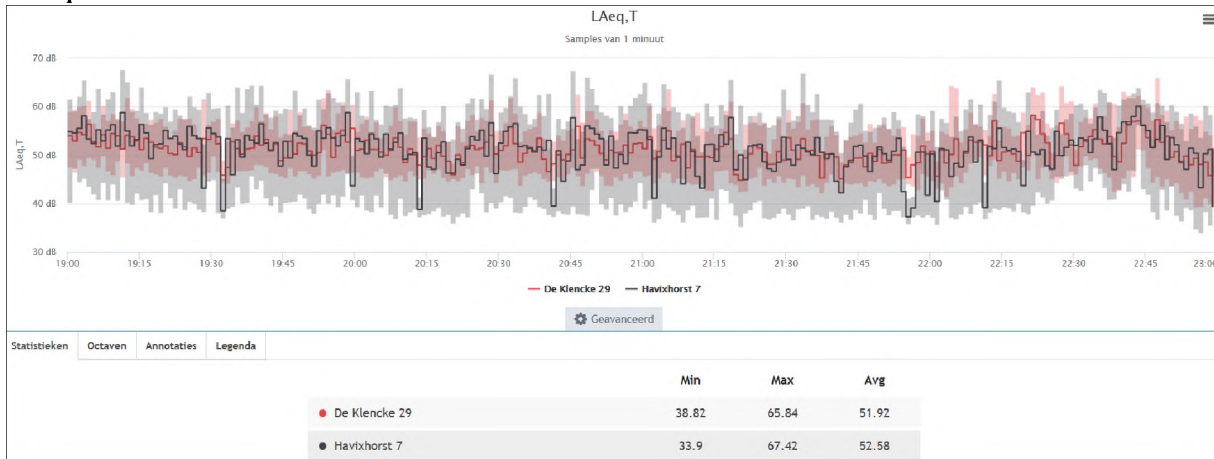 LAeq,T
Samples van 1 minuut
70 dB
60 dB
50 dB
40 dB
30 dB
LAeq,T
19:00 19:15 19:30 19:45 20:00 20:15 20:30 20:45 21:00 21:15 21:30 21:45 22:00 22:15 22:30 22:45 23:00
De Klencke 29 Havixhorst 7
Geavanceerd
Statistieken Octaven Annotaties Legenda
Min Max Avg
De Klencke 29 38.82 65.84 51.92
Havixhorst 7 33.9 67.42 52.58